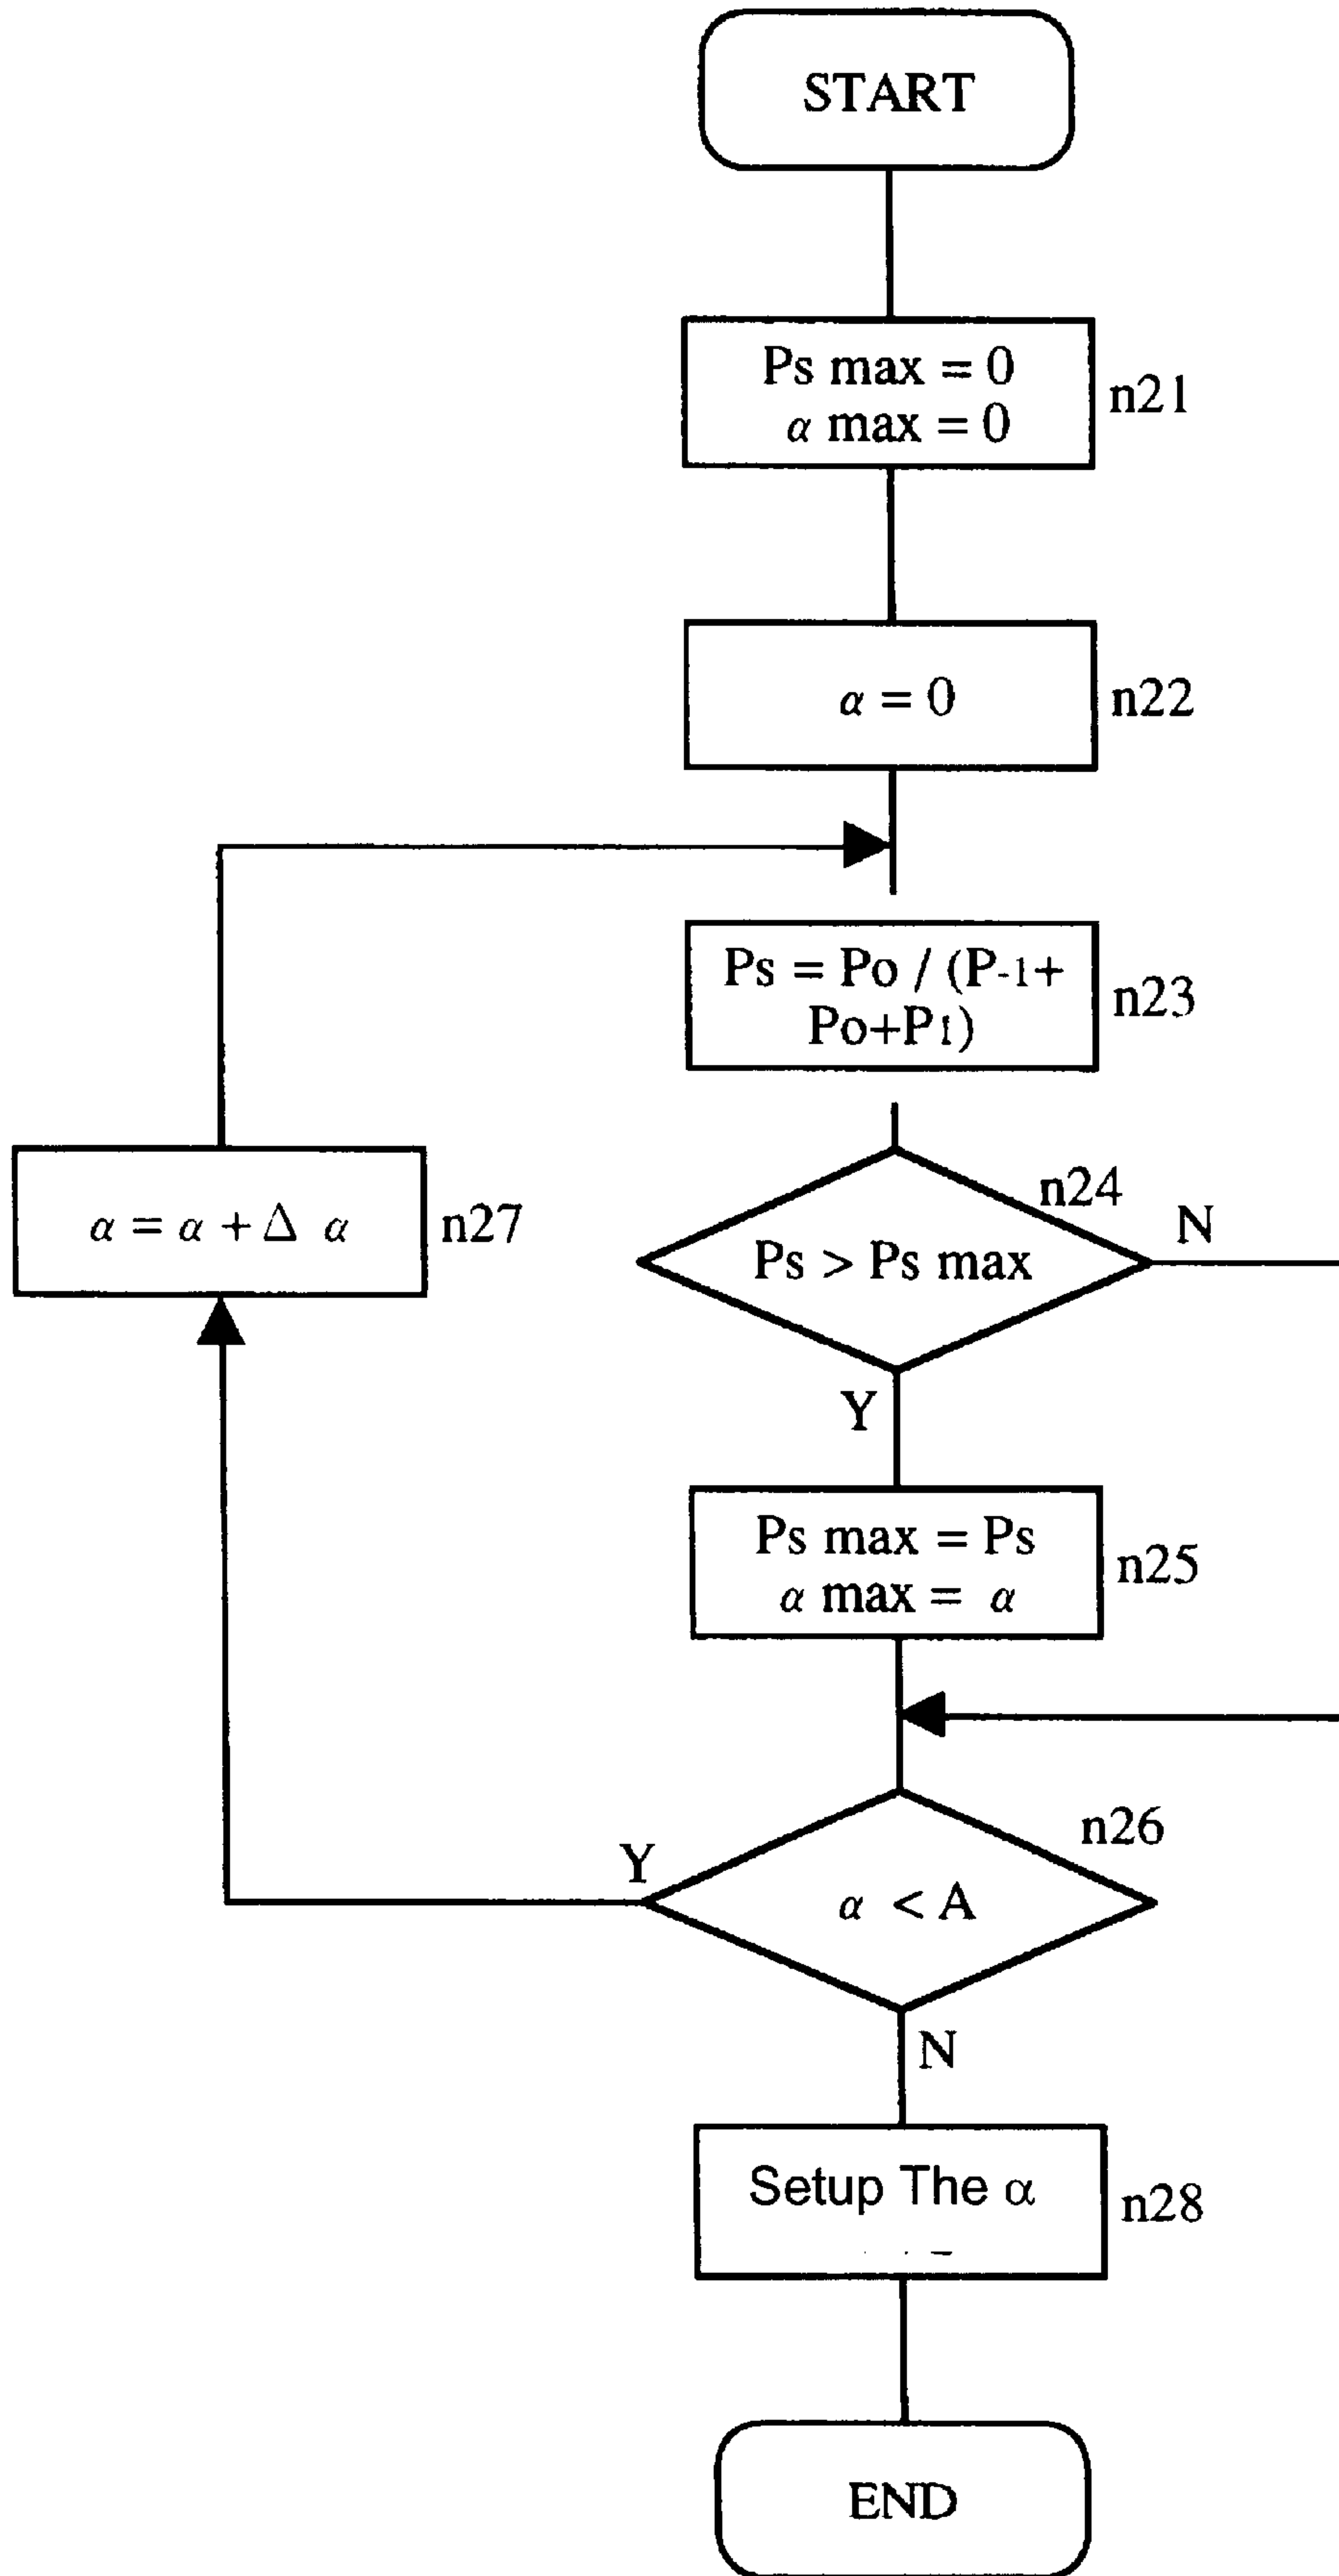 START
Ps max = 0
α max = 0
n21
α = 0
n22
Ps = Po / (P-1+
Po+P1)
n23
n24
Ps > Ps max
N
Y
α = α + Δ α
n27
Ps max = Ps
α max = α
n25
n26
α < A
Y
N
Setup The α
n28
END